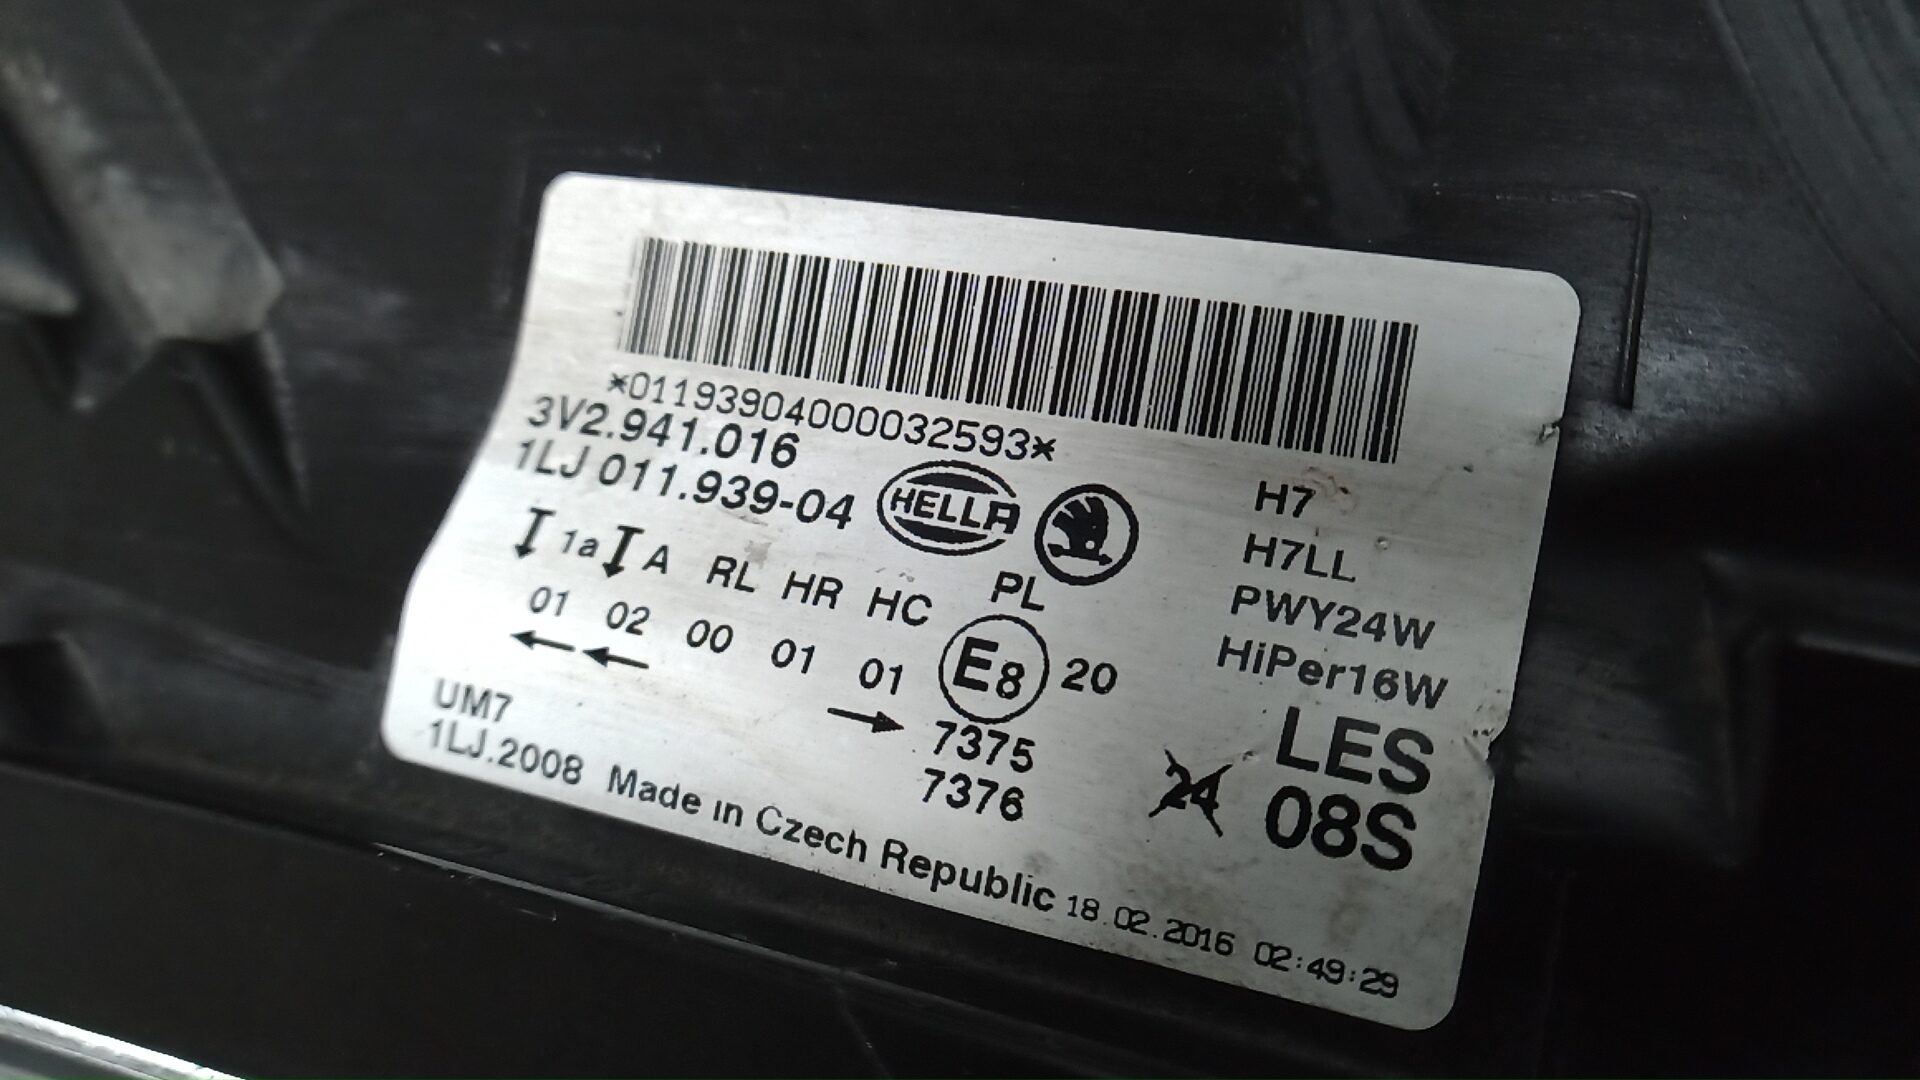 *01193904000032593*
3V2.941.016
1LJ 011.939-04
HELLA
H7
H7LL
PWY24W
HiPer16W
1a A RL HR HC PL
01 02 00 01 01 E8 20
7375
7376
UM7
1LJ.2008 Made in Czech Republic 18.02.2016 02:49:29
LES
24 08S